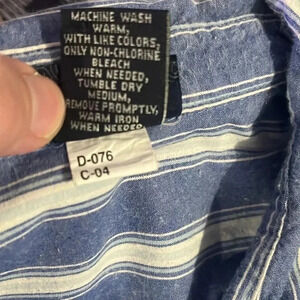 MACHINE WASH
WARM,
WITH LIKE COLORS,
ONLY NON-CHLORINE
BLEACH
WHEN NEEDED,
TUMBLE DRY
MEDIUM,
REMOVE PROMPTLY,
WARM IRON
WHEN NEEDED
D-076
C-04